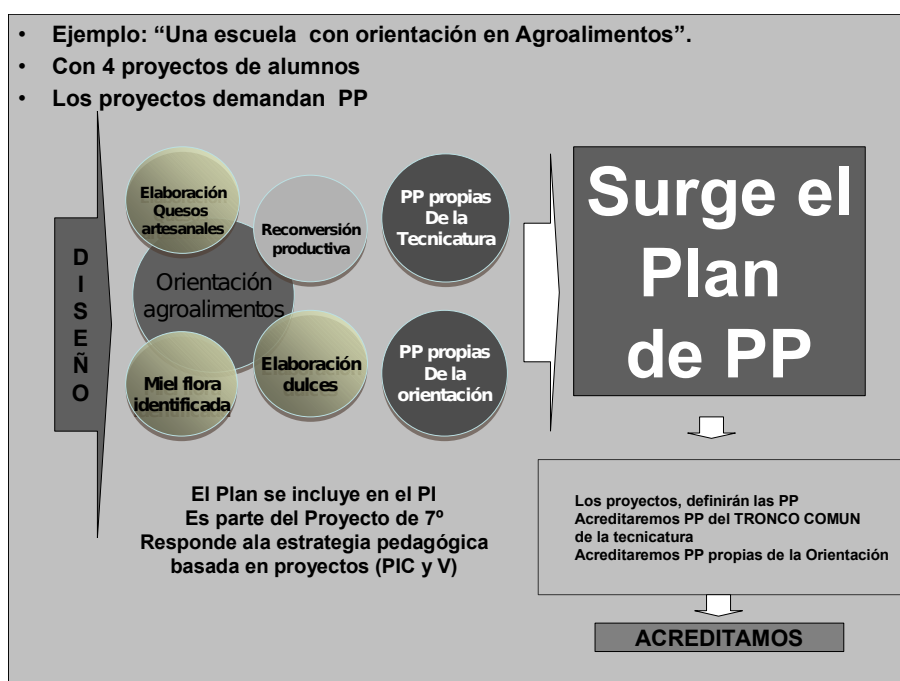 • Ejemplo: “Una escuela con orientación en Agroalimentos”.
• Con 4 proyectos de alumnos
• Los proyectos demandan PP
DISEÑO
Elaboración
Quesos
artesanales
Reconversión
productiva
Orientación
agroalimentos
Miel flora
identificada
Elaboración
dulces
PP propias
De la
Tecnicatura
PP propias
De la
orientación
Surge el
Plan
de PP
El Plan se incluye en el PI
Es parte del Proyecto de 7º
Responde ala estrategia pedagógica
basada en proyectos (PIC y V)
Los proyectos, definirán las PP
Acreditaremos PP del TRONCO COMUN
de la tecnicatura
Acreditaremos PP propias de la Orientación
ACREDITAMOS